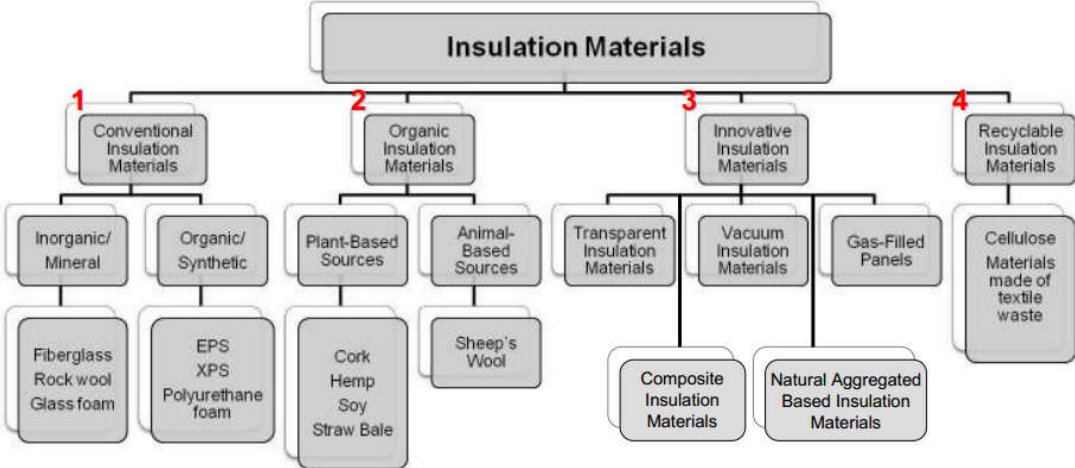 Insulation Materials
1
Conventional
Insulation
Materials
2
Organic
Insulation
Materials
3
Innovative
Insulation
Materials
4
Recyclable
Insulation
Materials
Inorganic/
Mineral
Organic/
Synthetic
Plant-Based
Sources
Animal-
Based
Sources
Transparent
Insulation
Materials
Vacuum
Insulation
Materials
Gas-Filled
Panels
Cellulose
Materials
made of
textile
waste
Fiberglass
Rock wool
Glass foam
EPS
XPS
Polyurethane
foam
Cork
Hemp
Soy
Straw Bale
Sheep's
Wool
Composite
Insulation
Materials
Natural Aggregated
Based Insulation
Materials